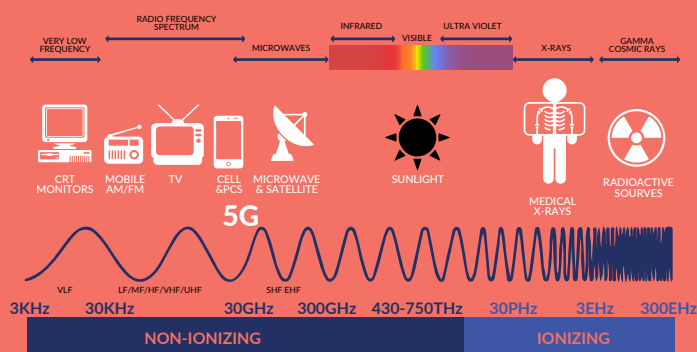 RADIO FREQUENCY
SPECTRUM
INFRARED
ULTRA VIOLET
VISIBLE
VERY LOW
FREQUENCY
MICROWAVES
X-RAYS
GAMMA
COSMIC RAYS
CRT
MONITORS
MOBILE
AM/FM
TV
CELL
&PCS
MICROWAVE
& SATELLITE
SUNLIGHT
MEDICAL
X-RAYS
RADIOACTIVE
SOURVES
5G
VLF
LF/MF/HF/VHF/UHF
SHF EHF
3KHz
30KHz
30GHz
300GHz
430-750THz
30PHz
3EHz
300EHz
NON-IONIZING
IONIZING